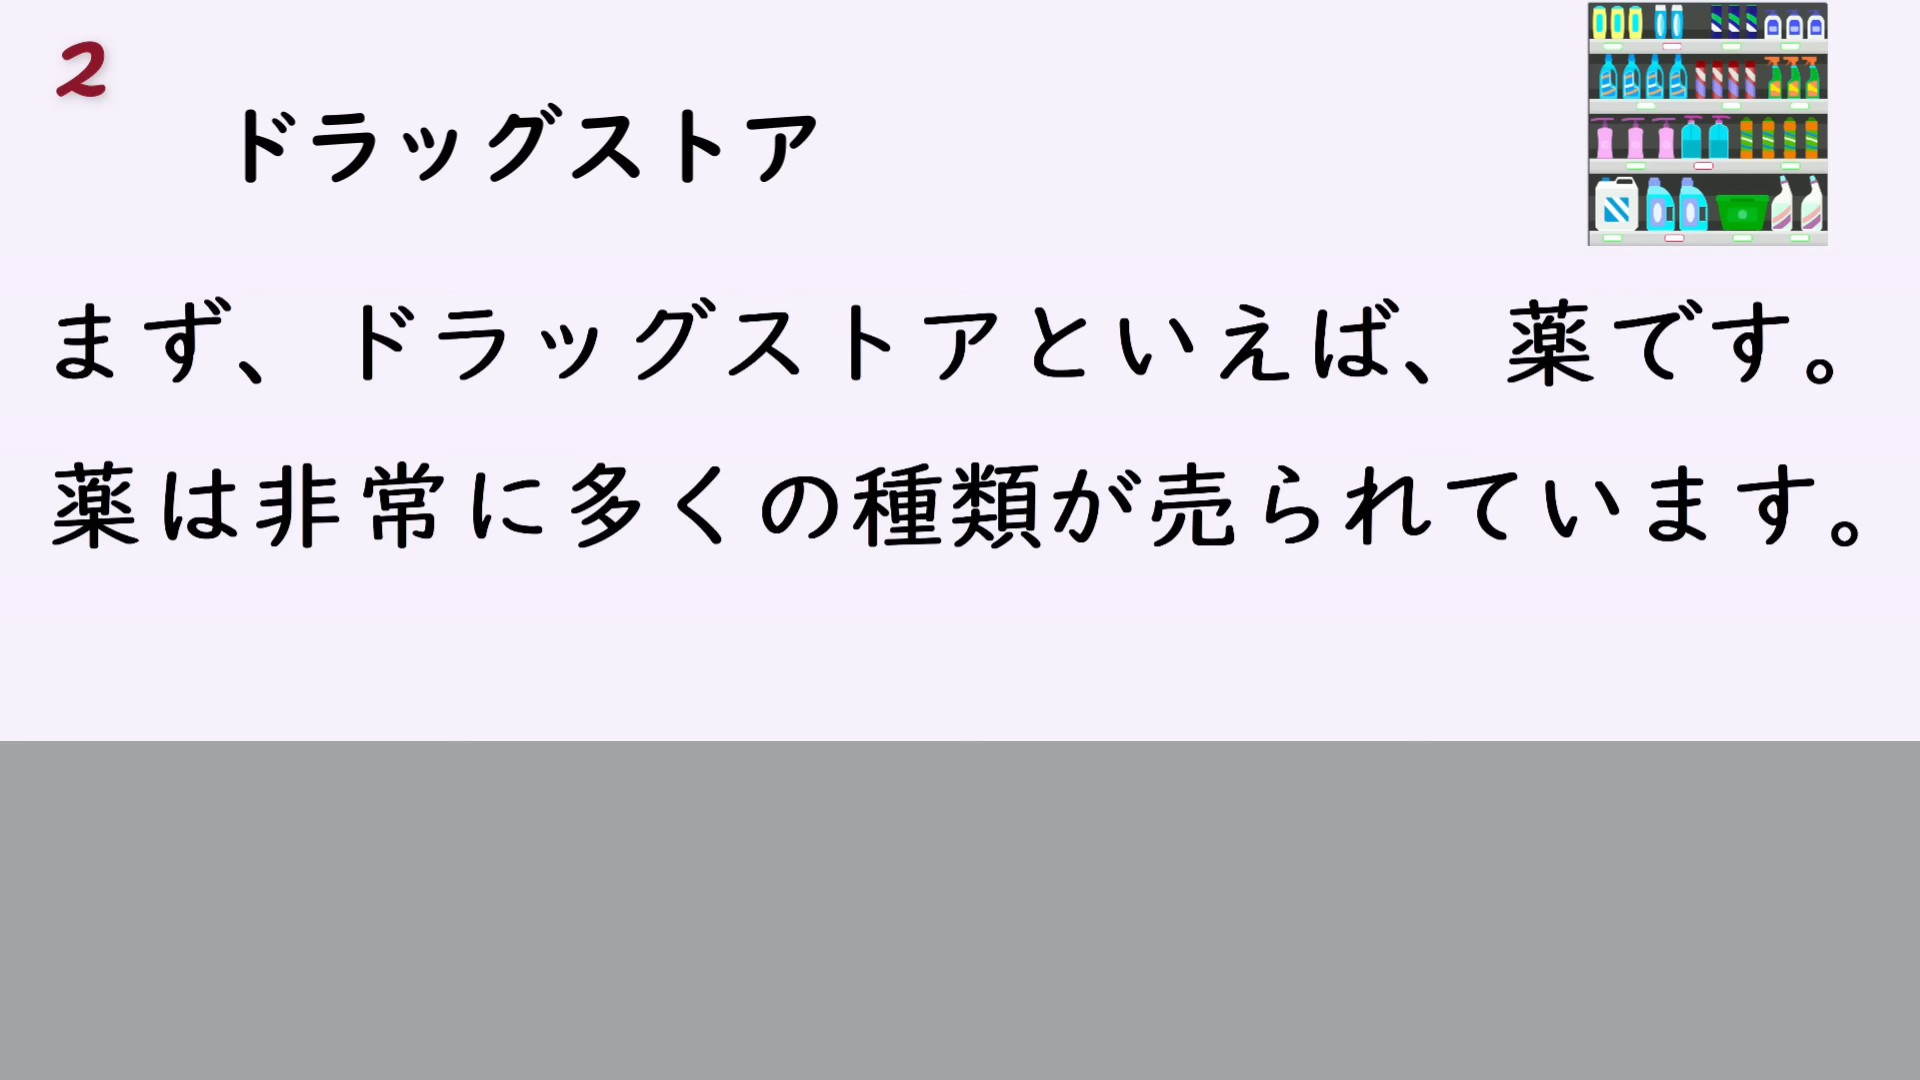 2
ドラッグストア
まず、ドラッグストアといえば、薬です。
薬は非常に多くの種類が売られています。